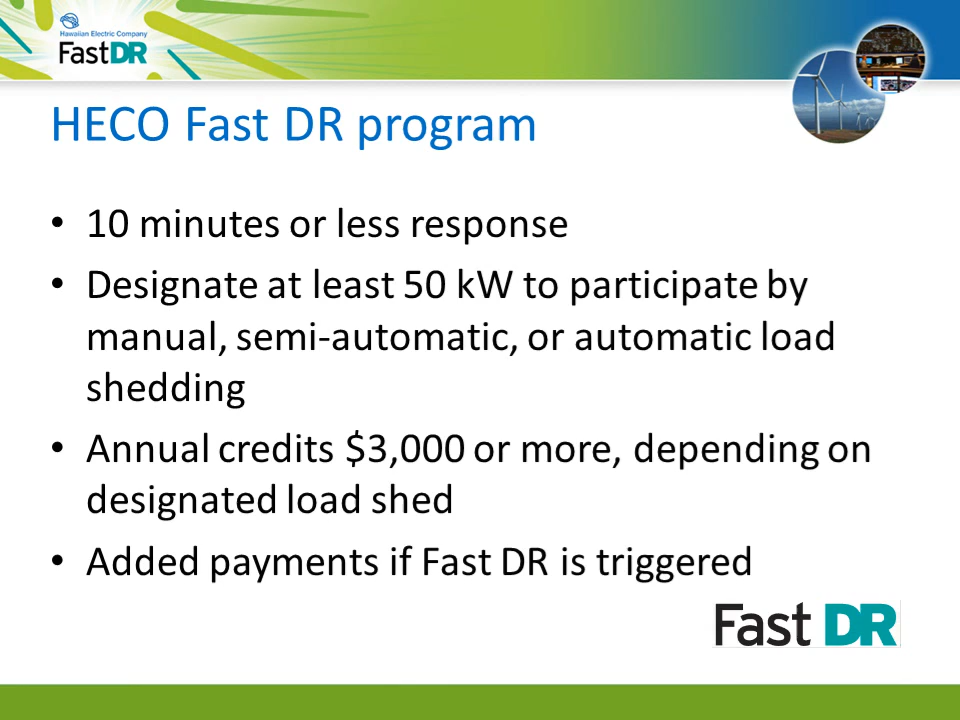 Hawaiian Electric Company
FastDR
HECO Fast DR program
• 10 minutes or less response
• Designate at least 50 kW to participate by
manual, semi-automatic, or automatic load
shedding
• Annual credits $3,000 or more, depending on
designated load shed
• Added payments if Fast DR is triggered
Fast DR